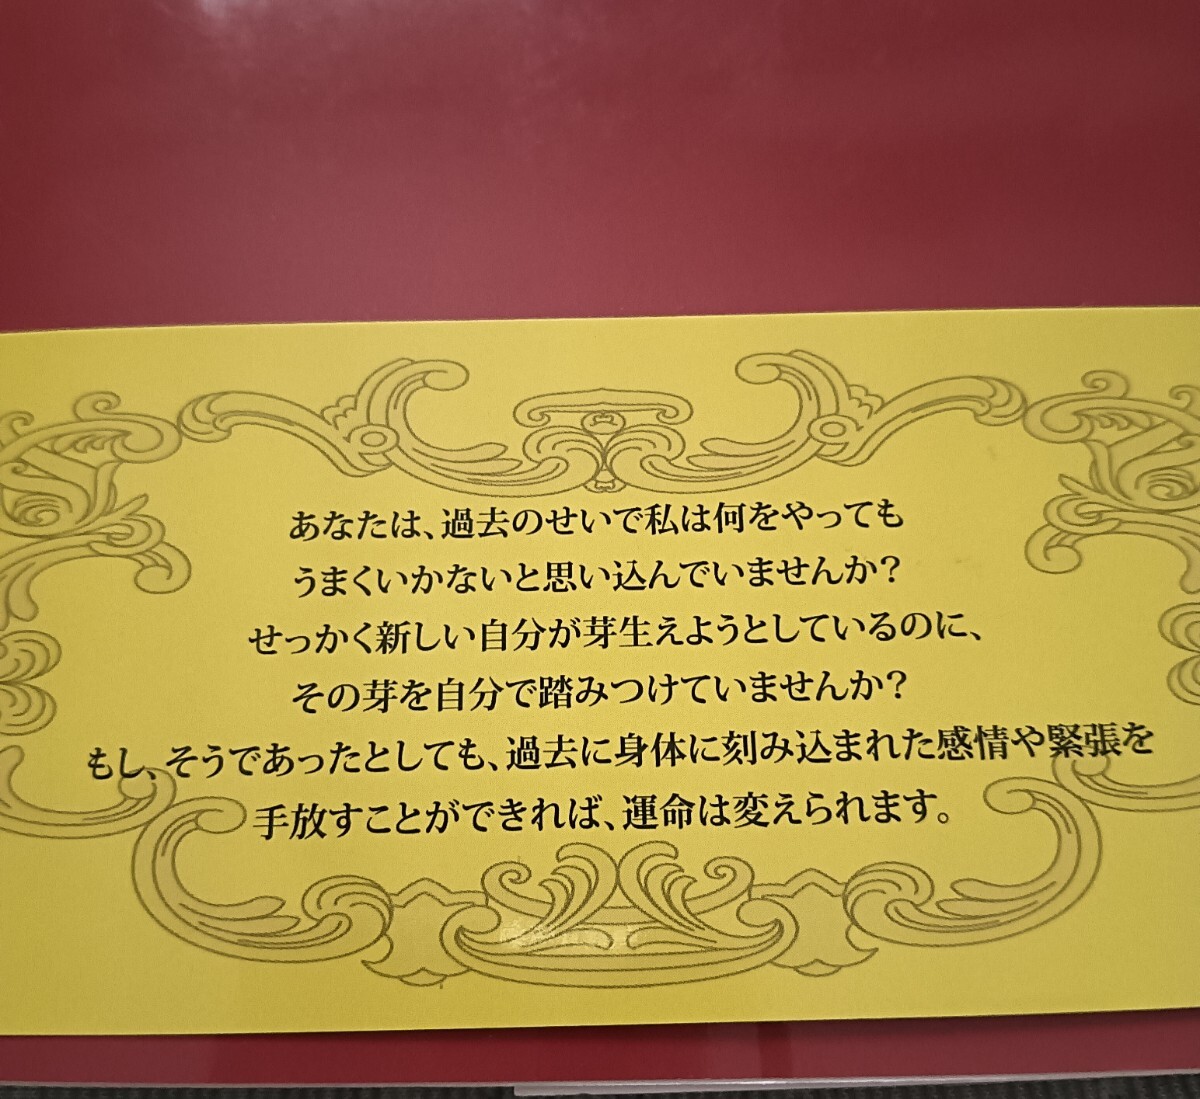 あなたは、過去のせいで私は何をやっても
うまくいかないと思い込んでいませんか?
せっかく新しい自分が芽生えようとしているのに、
その芽を自分で踏みつけていませんか?
もし、そうであったとしても、過去に身体に刻み込まれた感情や緊張を
手放すことができれば、運命は変えられます。